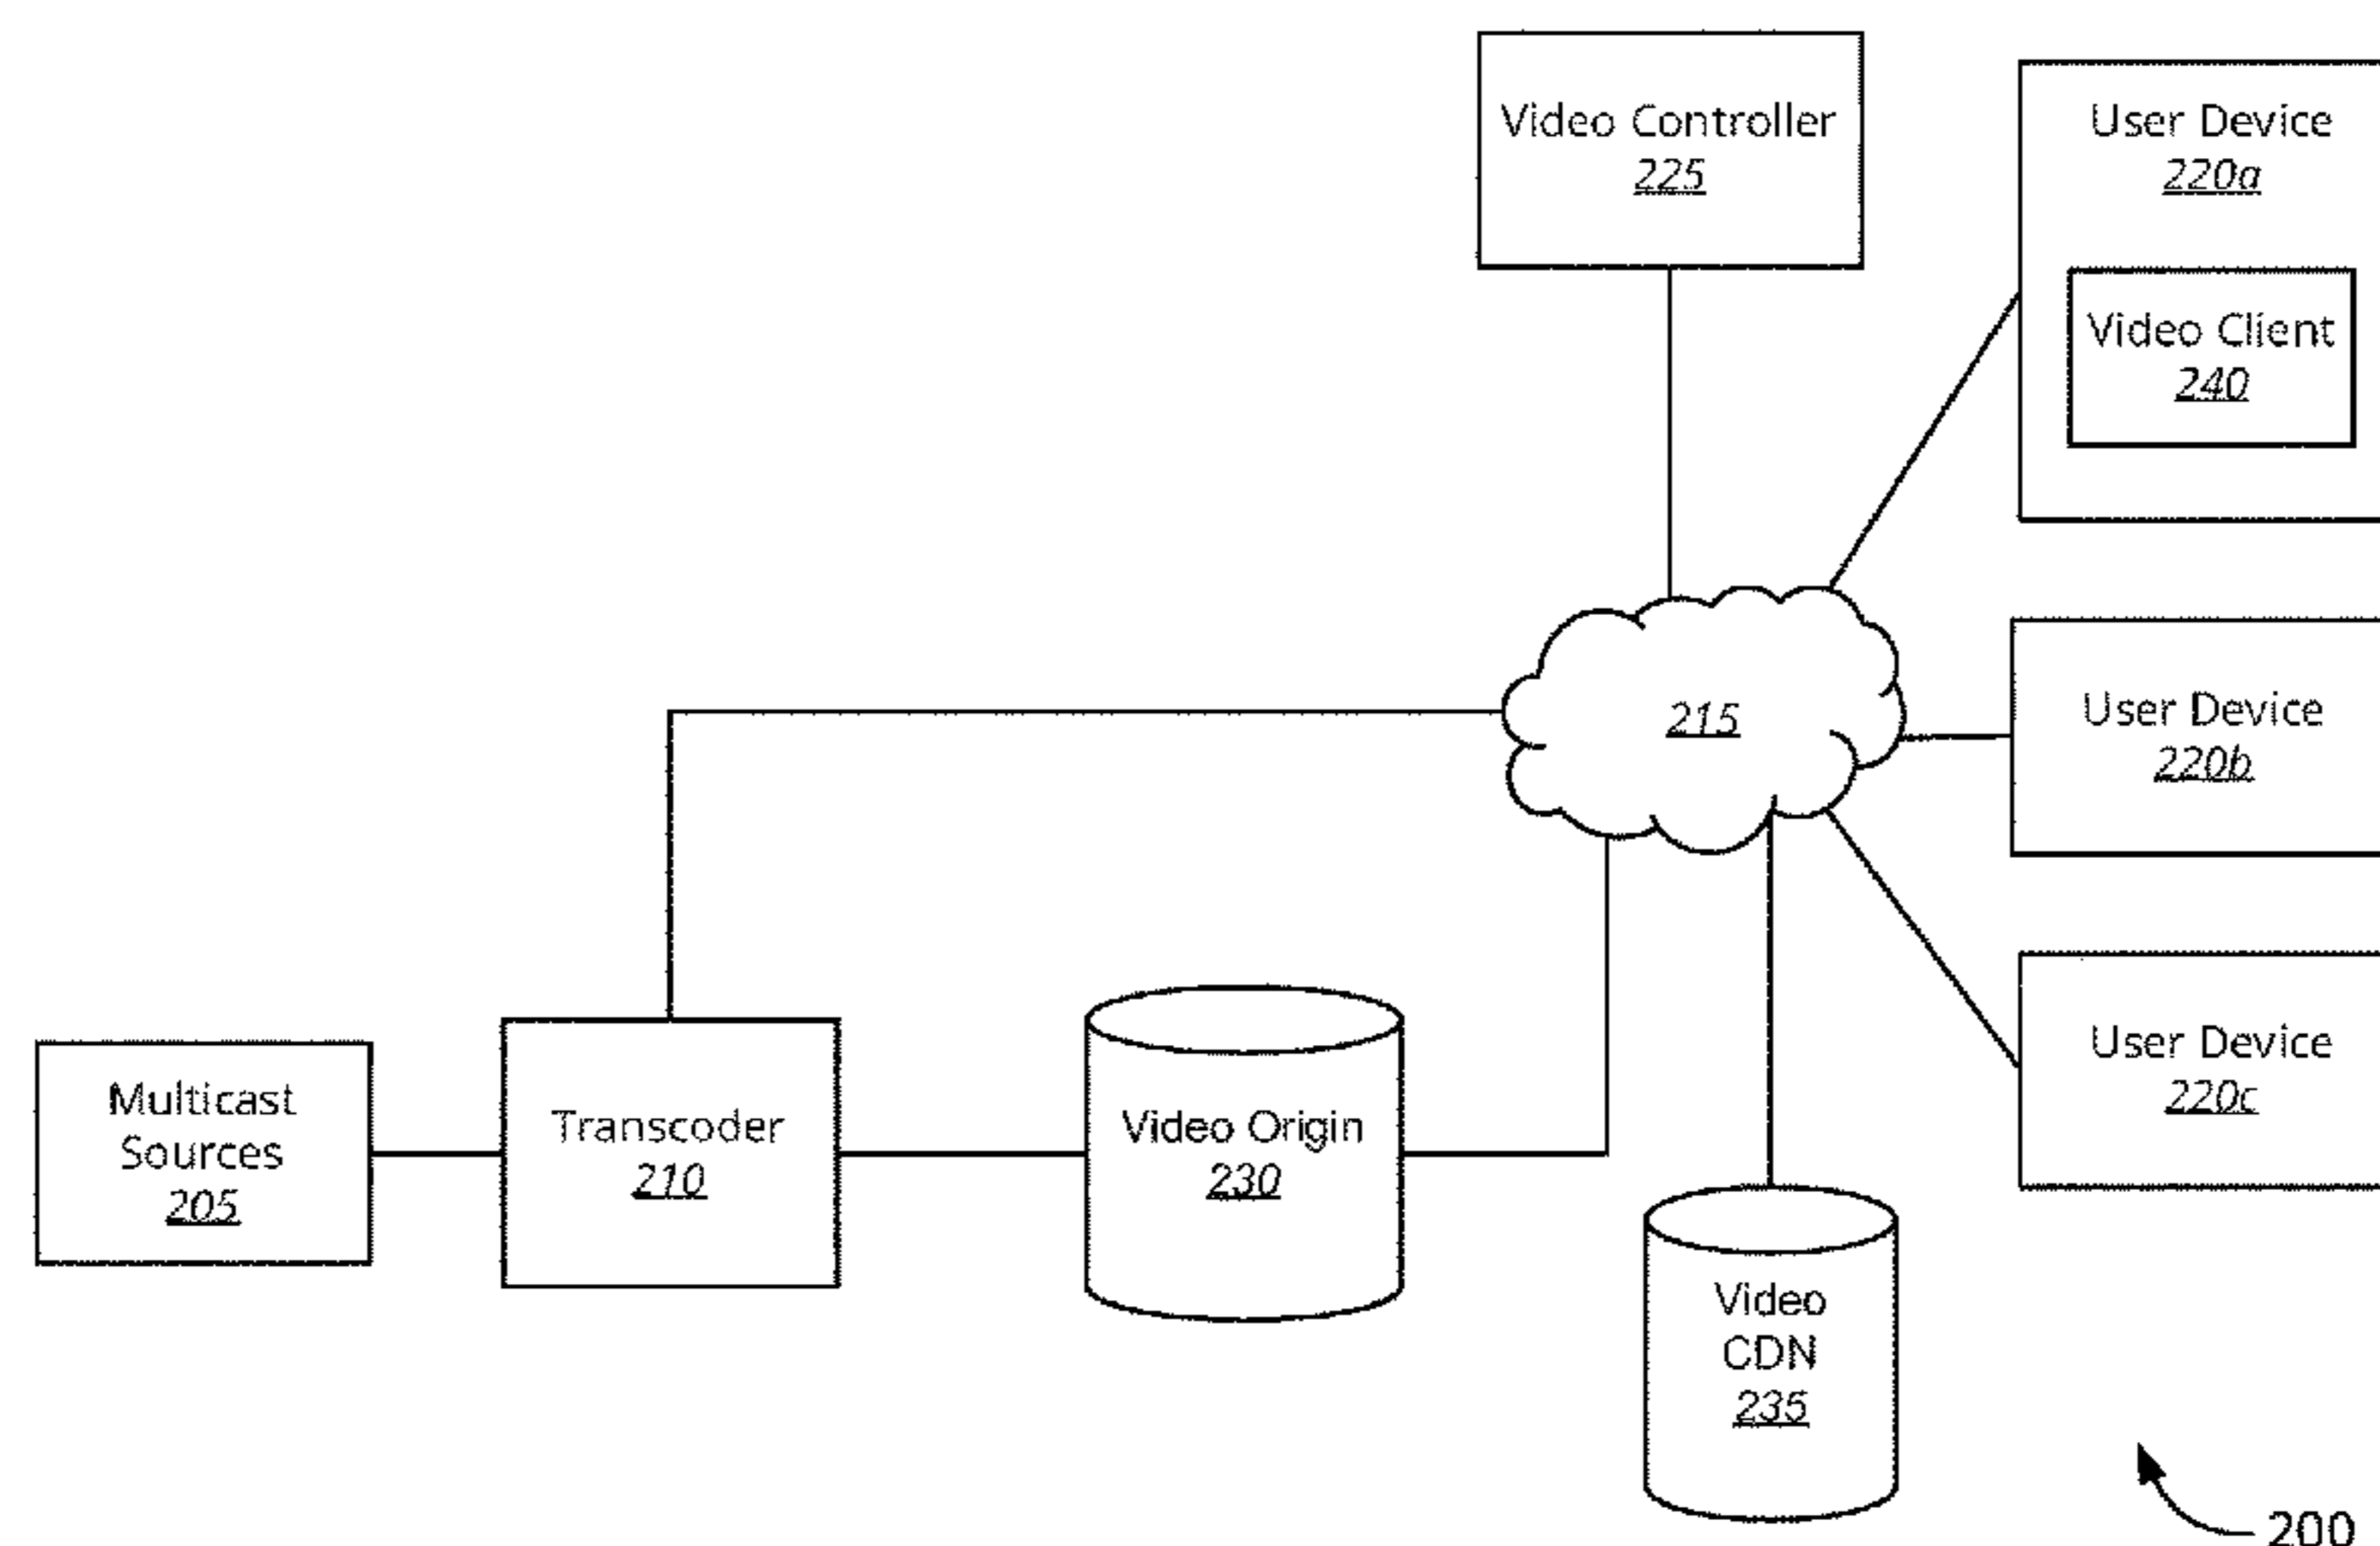 Video Controller
225
User Device
220a
Video Client
240
215
User Device
220b
User Device
220c
Multicast
Sources
205
Transcoder
210
Video Origin
230
Video
CDN
235
200